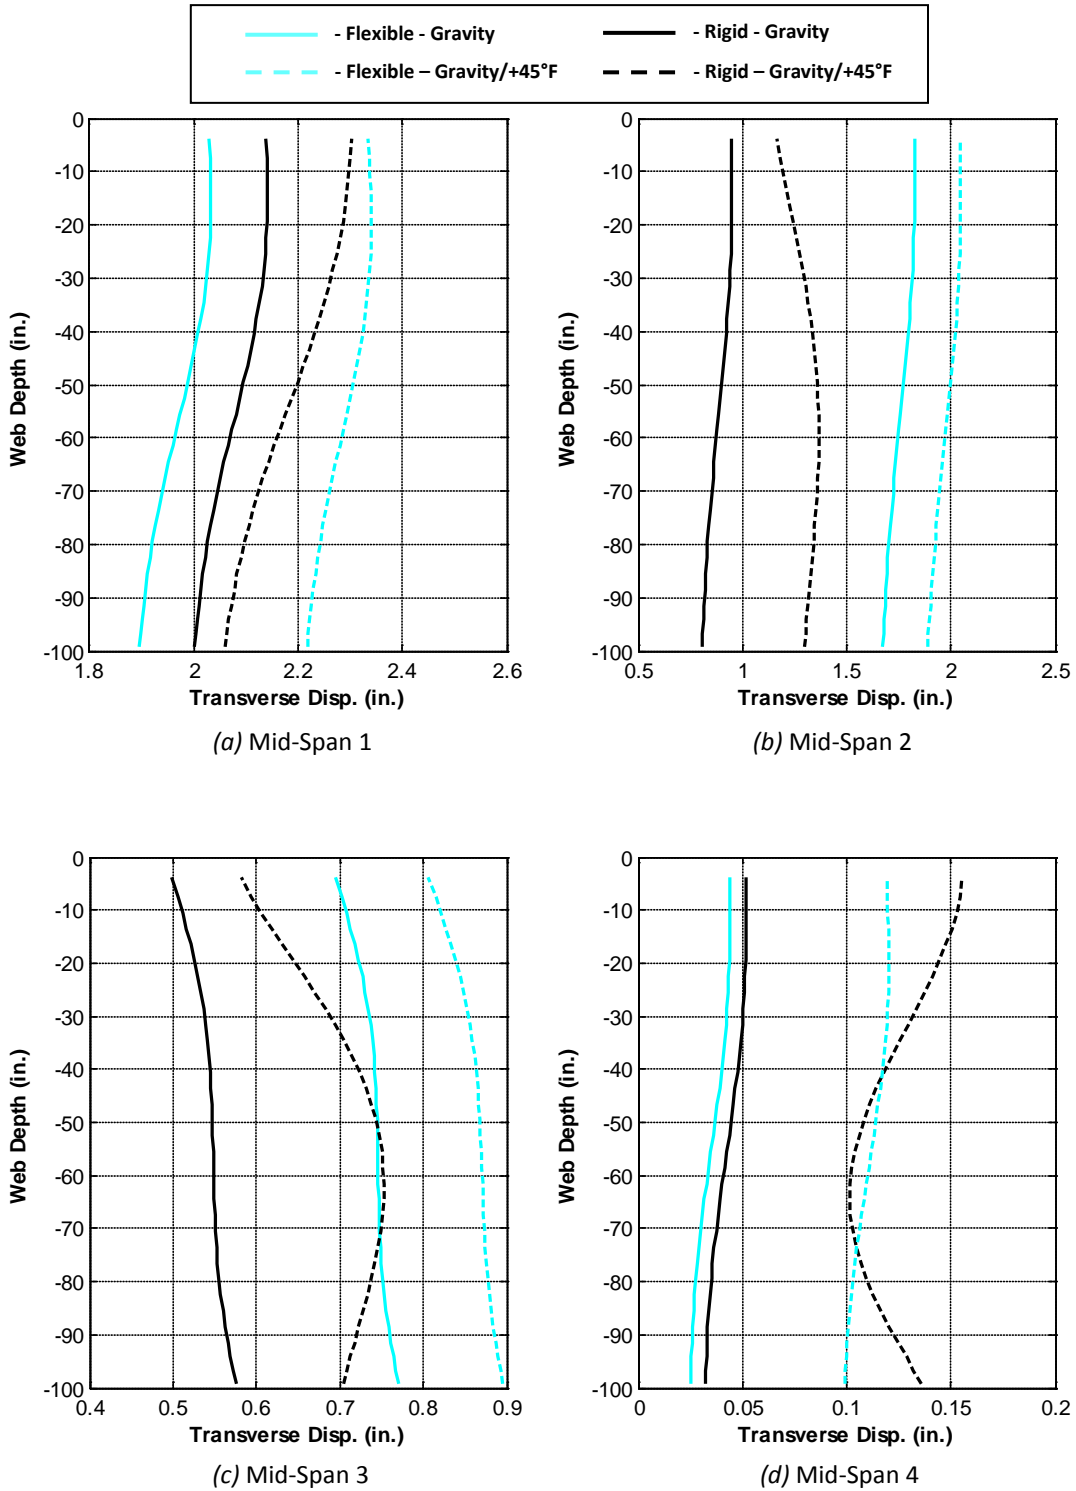 - Flexible - Gravity
- Rigid - Gravity
- Flexible – Gravity/+45°F
- Rigid – Gravity/+45°F
0
-10
-20
-30
-40
-50
-60
-70
-80
-90
-100
Web Depth (in.)
1.8 2 2.2 2.4 2.6
Transverse Disp. (in.)
(a) Mid-Span 1
0
-10
-20
-30
-40
-50
-60
-70
-80
-90
-100
Web Depth (in.)
0.5 1 1.5 2 2.5
Transverse Disp. (in.)
(b) Mid-Span 2
0
-10
-20
-30
-40
-50
-60
-70
-80
-90
-100
Web Depth (in.)
0.4 0.5 0.6 0.7 0.8 0.9
Transverse Disp. (in.)
(c) Mid-Span 3
0
-10
-20
-30
-40
-50
-60
-70
-80
-90
-100
Web Depth (in.)
0 0.05 0.1 0.15 0.2
Transverse Disp. (in.)
(d) Mid-Span 4